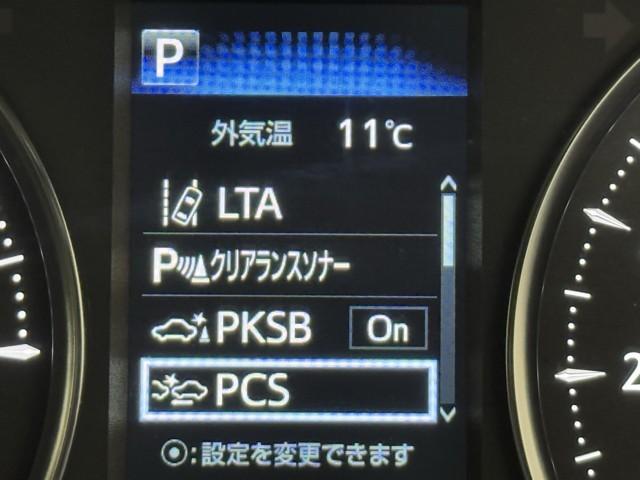 P
外気温 11℃
LTA
P クリアランスソナー
PKSB On
PCS
⦿:設定を変更できます
2